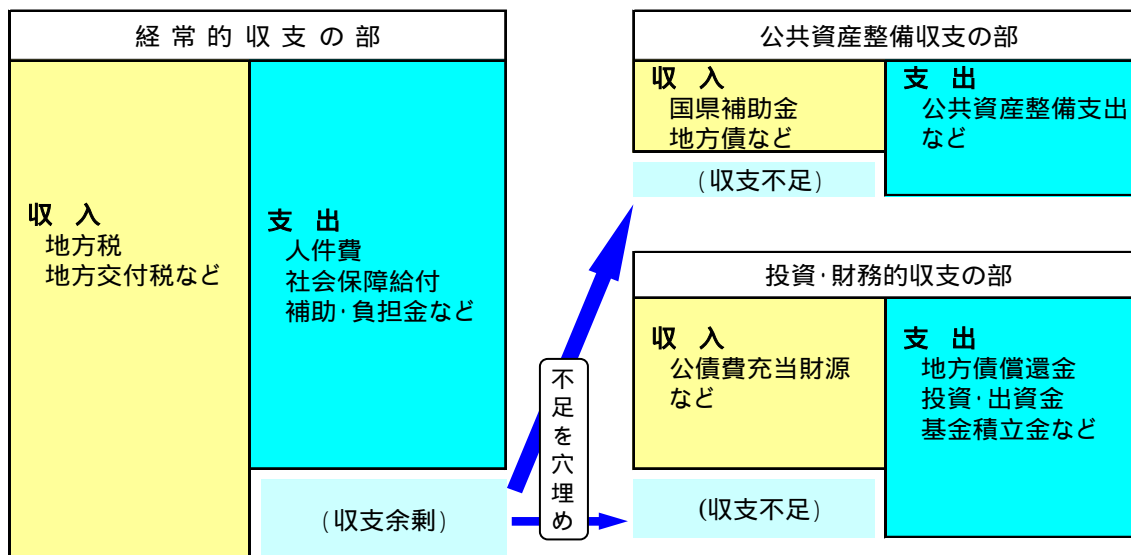 経常的収支の部
収 入
地方税
地方交付税など
支 出
人件費
社会保障給付
補助・負担金など
(収支余剰)
不足を穴埋め
公共資産整備収支の部
収 入
国県補助金
地方債など
支 出
公共資産整備支出
など
(収支不足)
投資・財務的収支の部
収 入
公債費充当財源
など
支 出
地方債償還金
投資・出資金
基金積立金など
(収支不足)